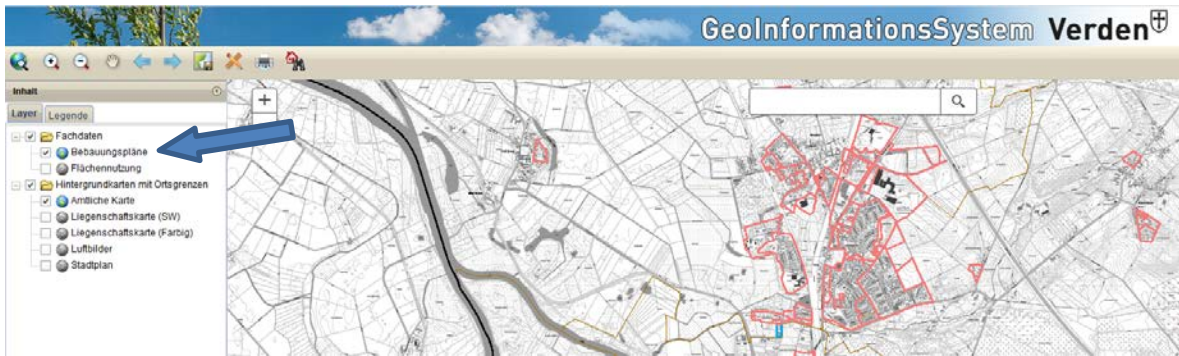 GeoInformationsSystem Verden
Inhalt
Layer Legende
Fachdaten
Bebauungspläne
Flächennutzung
Hintergrundkarten mit Ortsgrenzen
Amtliche Karte
Liegenschaftskarte (SW)
Liegenschaftskarte (Farbig)
Luftbilder
Stadtplan
+